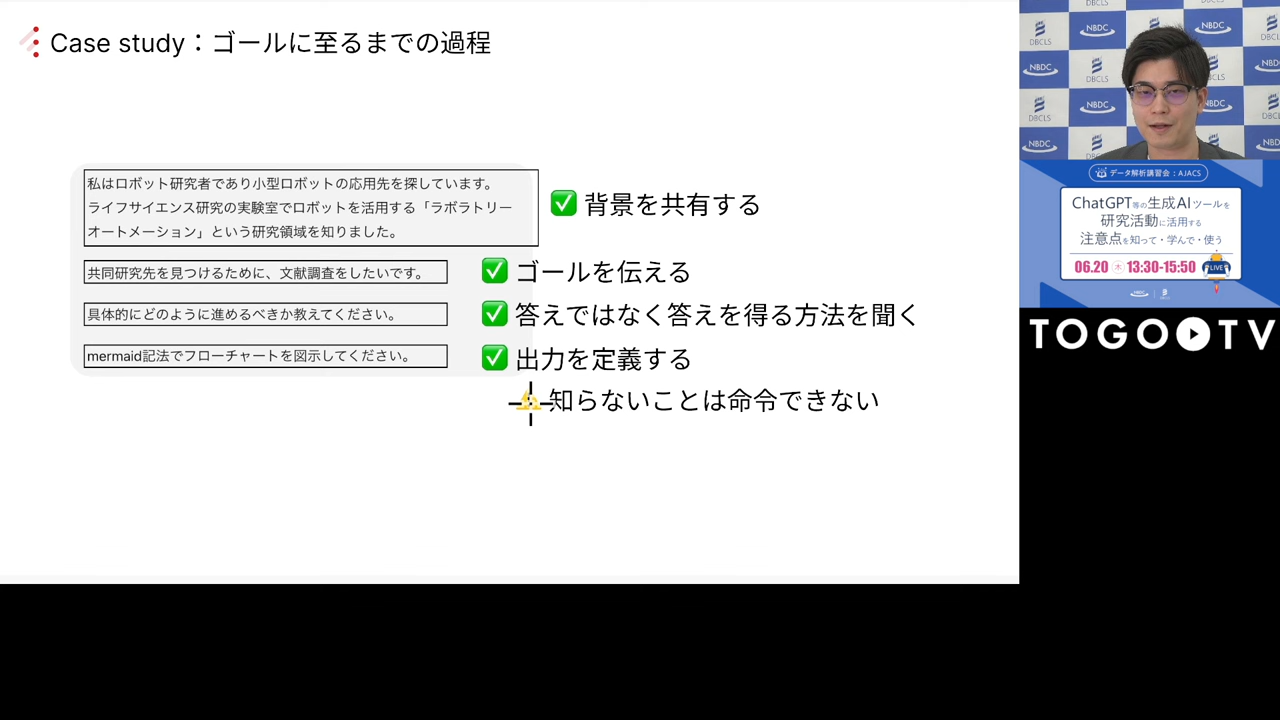 Case study：ゴールに至るまでの過程
私はロボット研究者であり小型ロボットの応用先を探しています。
ライフサイエンス研究の実験室でロボットを活用する「ラボラトリー
オートメーション」という研究領域を知りました。
✅ 背景を共有する
共同研究先を見つけるために、文献調査をしたいです。
✅ ゴールを伝える
具体的にどのように進めるべきか教えてください。
✅ 答えではなく答えを得る方法を聞く
mermaid記法でフローチャートを図示してください。
✅ 出力を定義する
知らないことは命令できない
DBCLS
NBDC
データ解析講習会：AJACS
ChatGPT等の生成AIツールを
研究活動に活用する
注意点を知って・学んで・使う
06.20 木 13:30-15:50 LIVE
TOGO TV